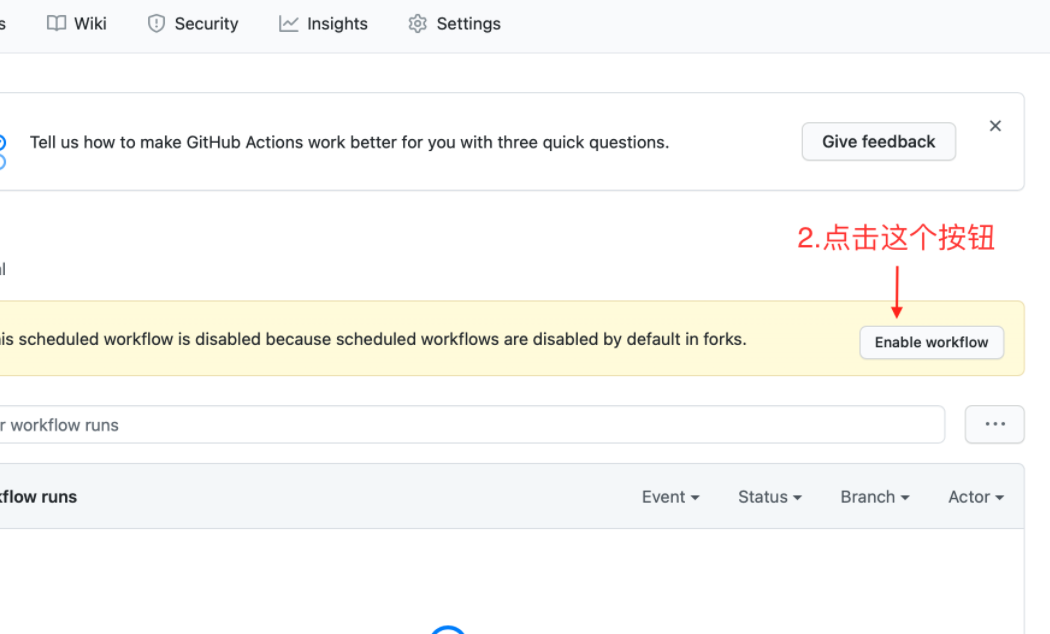 Wiki Security Insights Settings
Tell us how to make GitHub Actions work better for you with three quick questions. Give feedback
2.点击这个按钮
scheduled workflow is disabled because scheduled workflows are disabled by default in forks. Enable workflow
workflow runs
runs Event Status Branch Actor